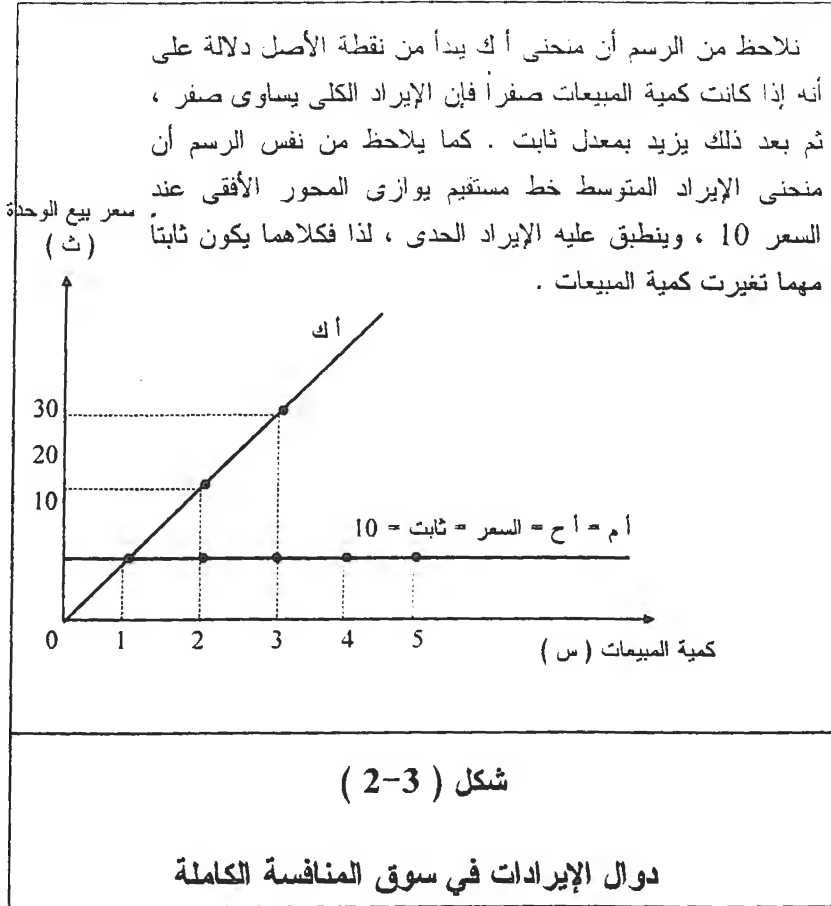 نلاحظ من الرسم أن منحنى أ ك يبدأ من نقطة الأصل دلالة على
أنه إذا كانت كمية المبيعات صفراً فإن الإيراد الكلى يساوى صفر ،
ثم بعد ذلك يزيد بمعدل ثابت . كما يلاحظ من نفس الرسم أن
منحنى الإيراد المتوسط خط مستقيم يوازى المحور الأفقى عند
السعر 10 ، وينطبق عليه الإيراد الحدى ، لذا فكلاهما يكون ثابتاً
مهما تغيرت كمية المبيعات .
سعر بيع الوحدة
( ث )
أ ك
30
20
10
أ م = أ ح = السعر = ثابت = 10
0 1 2 3 4 5
كمية المبيعات ( س )
شكل ( 3-2 )
دوال الإيرادات في سوق المنافسة الكاملة